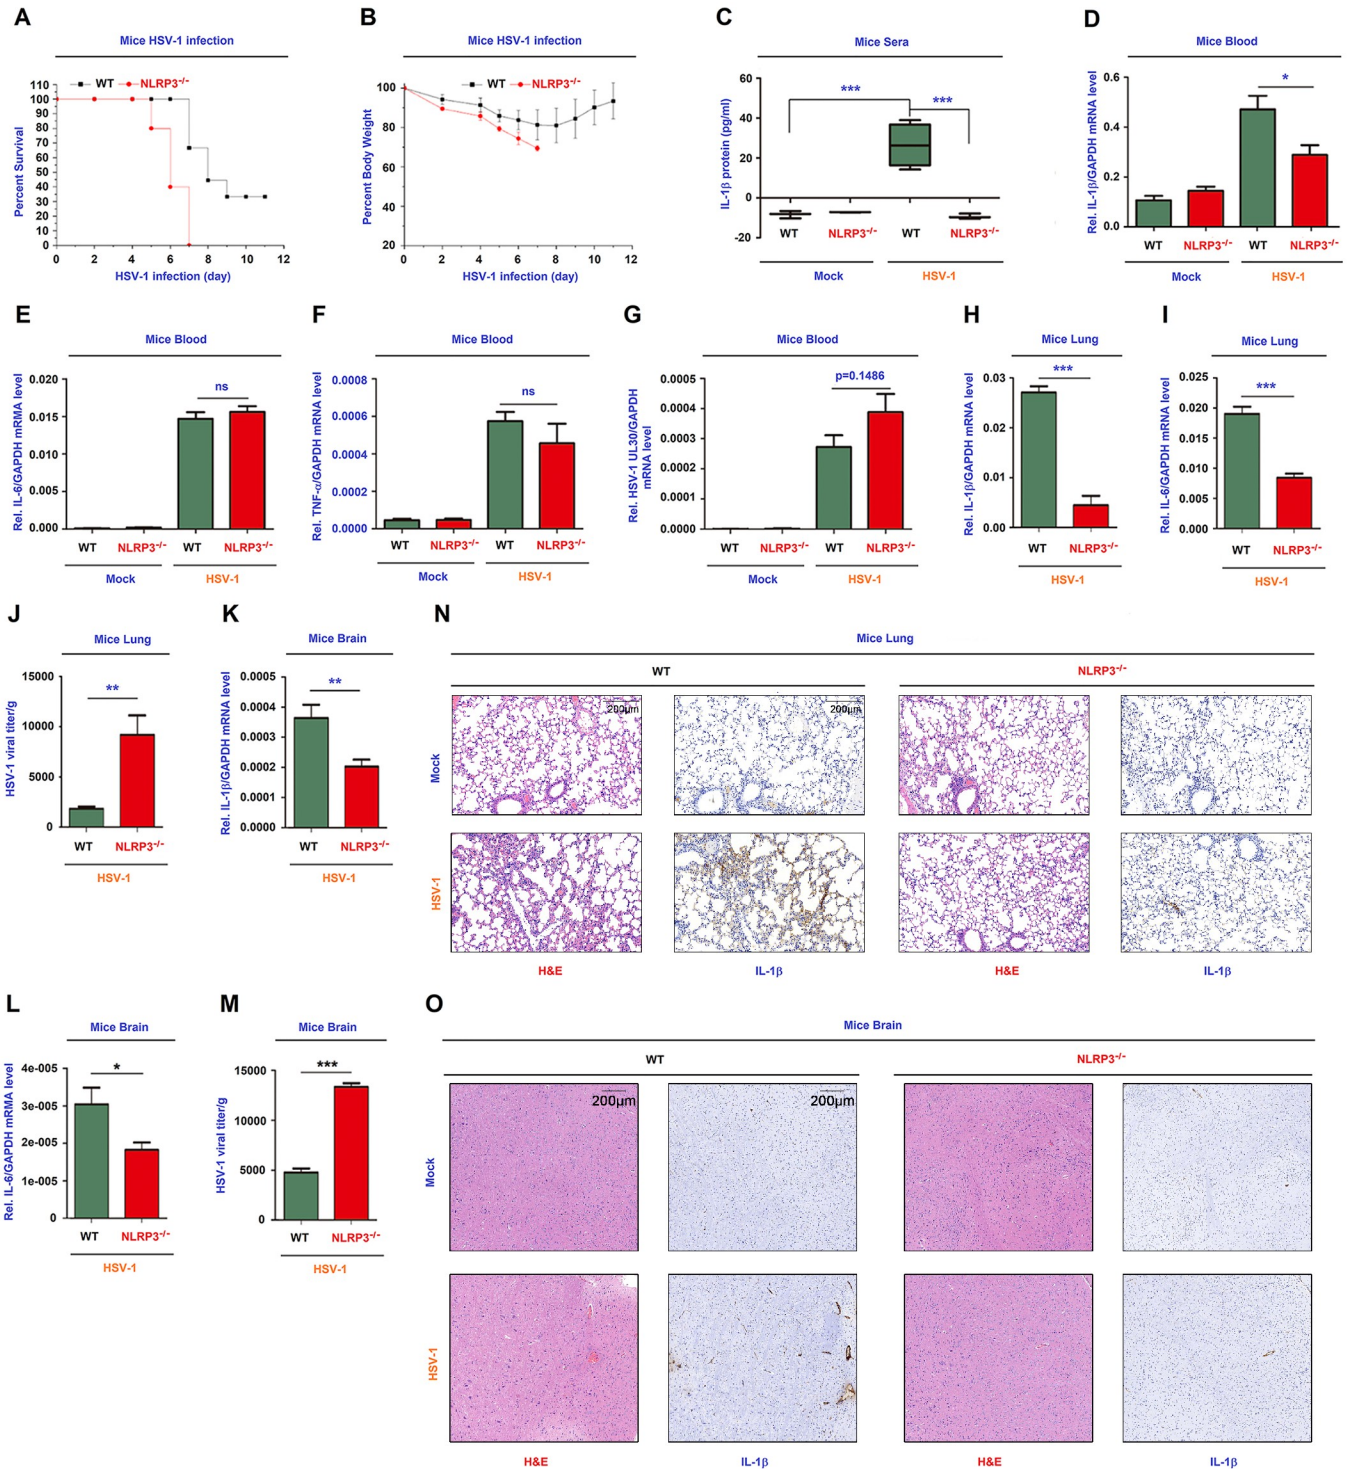 A
Mice HSV-1 infection
WT NLRP3-/-
Percent Survival
110
100
90
80
70
60
50
40
30
20
10
0
0 2 4 6 8 10 12
HSV-1 infection (day)
B
Mice HSV-1 infection
WT NLRP3-/-
Percent Body Weight
100
80
60
40
20
0 2 4 6 8 10 12
HSV-1 infection (day)
C
Mice Sera
IL-1β protein (pg/ml)
60
40
20
0
-20
*** ***
WT NLRP3-/- WT NLRP3-/-
Mock HSV-1
D
Mice Blood
Rel. IL-1β/GAPDH mRNA level
0.6
0.4
0.2
0.0
*
WT NLRP3-/- WT NLRP3-/-
Mock HSV-1
E
Mice Blood
Rel. IL-6/GAPDH mRMA level
0.020
0.015
0.010
0.005
0.000
ns
WT NLRP3-/- WT NLRP3-/-
Mock HSV-1
F
Mice Blood
Rel. TNF-α/GAPDH mRNA level
0.0008
0.0006
0.0004
0.0002
0.0000
ns
WT NLRP3-/- WT NLRP3-/-
Mock HSV-1
G
Mice Blood
Rel. HSV-1 UL30/GAPDH
mRNA level
0.0005
0.0004
0.0003
0.0002
0.0001
0.0000
p=0.1486
WT NLRP3-/- WT NLRP3-/-
Mock HSV-1
H
Mice Lung
Rel. IL-1β/GAPDH mRNA level
0.03
0.02
0.01
0.00
***
WT NLRP3-/-
HSV-1
I
Mice Lung
Rel. IL-6/GAPDH mRNA level
0.025
0.020
0.015
0.010
0.005
0.000
***
WT NLRP3-/-
HSV-1
J
Mice Lung
HSV-1 viral titer/g
15000
10000
5000
0
**
WT NLRP3-/-
HSV-1
K
Mice Brain
Rel. IL-1β/GAPDH mRNA level
0.0005
0.0004
0.0003
0.0002
0.0001
0.0000
**
WT NLRP3-/-
HSV-1
N
Mice Lung
WT NLRP3-/-
Mock
200μm 200μm
HSV-1
H&E IL-1β H&E IL-1β
L
Mice Brain
Rel. IL-6/GAPDH mRMA level
4e-005
3e-005
2e-005
1e-005
0
*
WT NLRP3-/-
HSV-1
M
Mice Brain
HSV-1 viral titer/g
15000
10000
5000
0
***
WT NLRP3-/-
HSV-1
O
Mice Brain
WT NLRP3-/-
Mock
200μm 200μm
HSV-1
H&E IL-1β H&E IL-1β